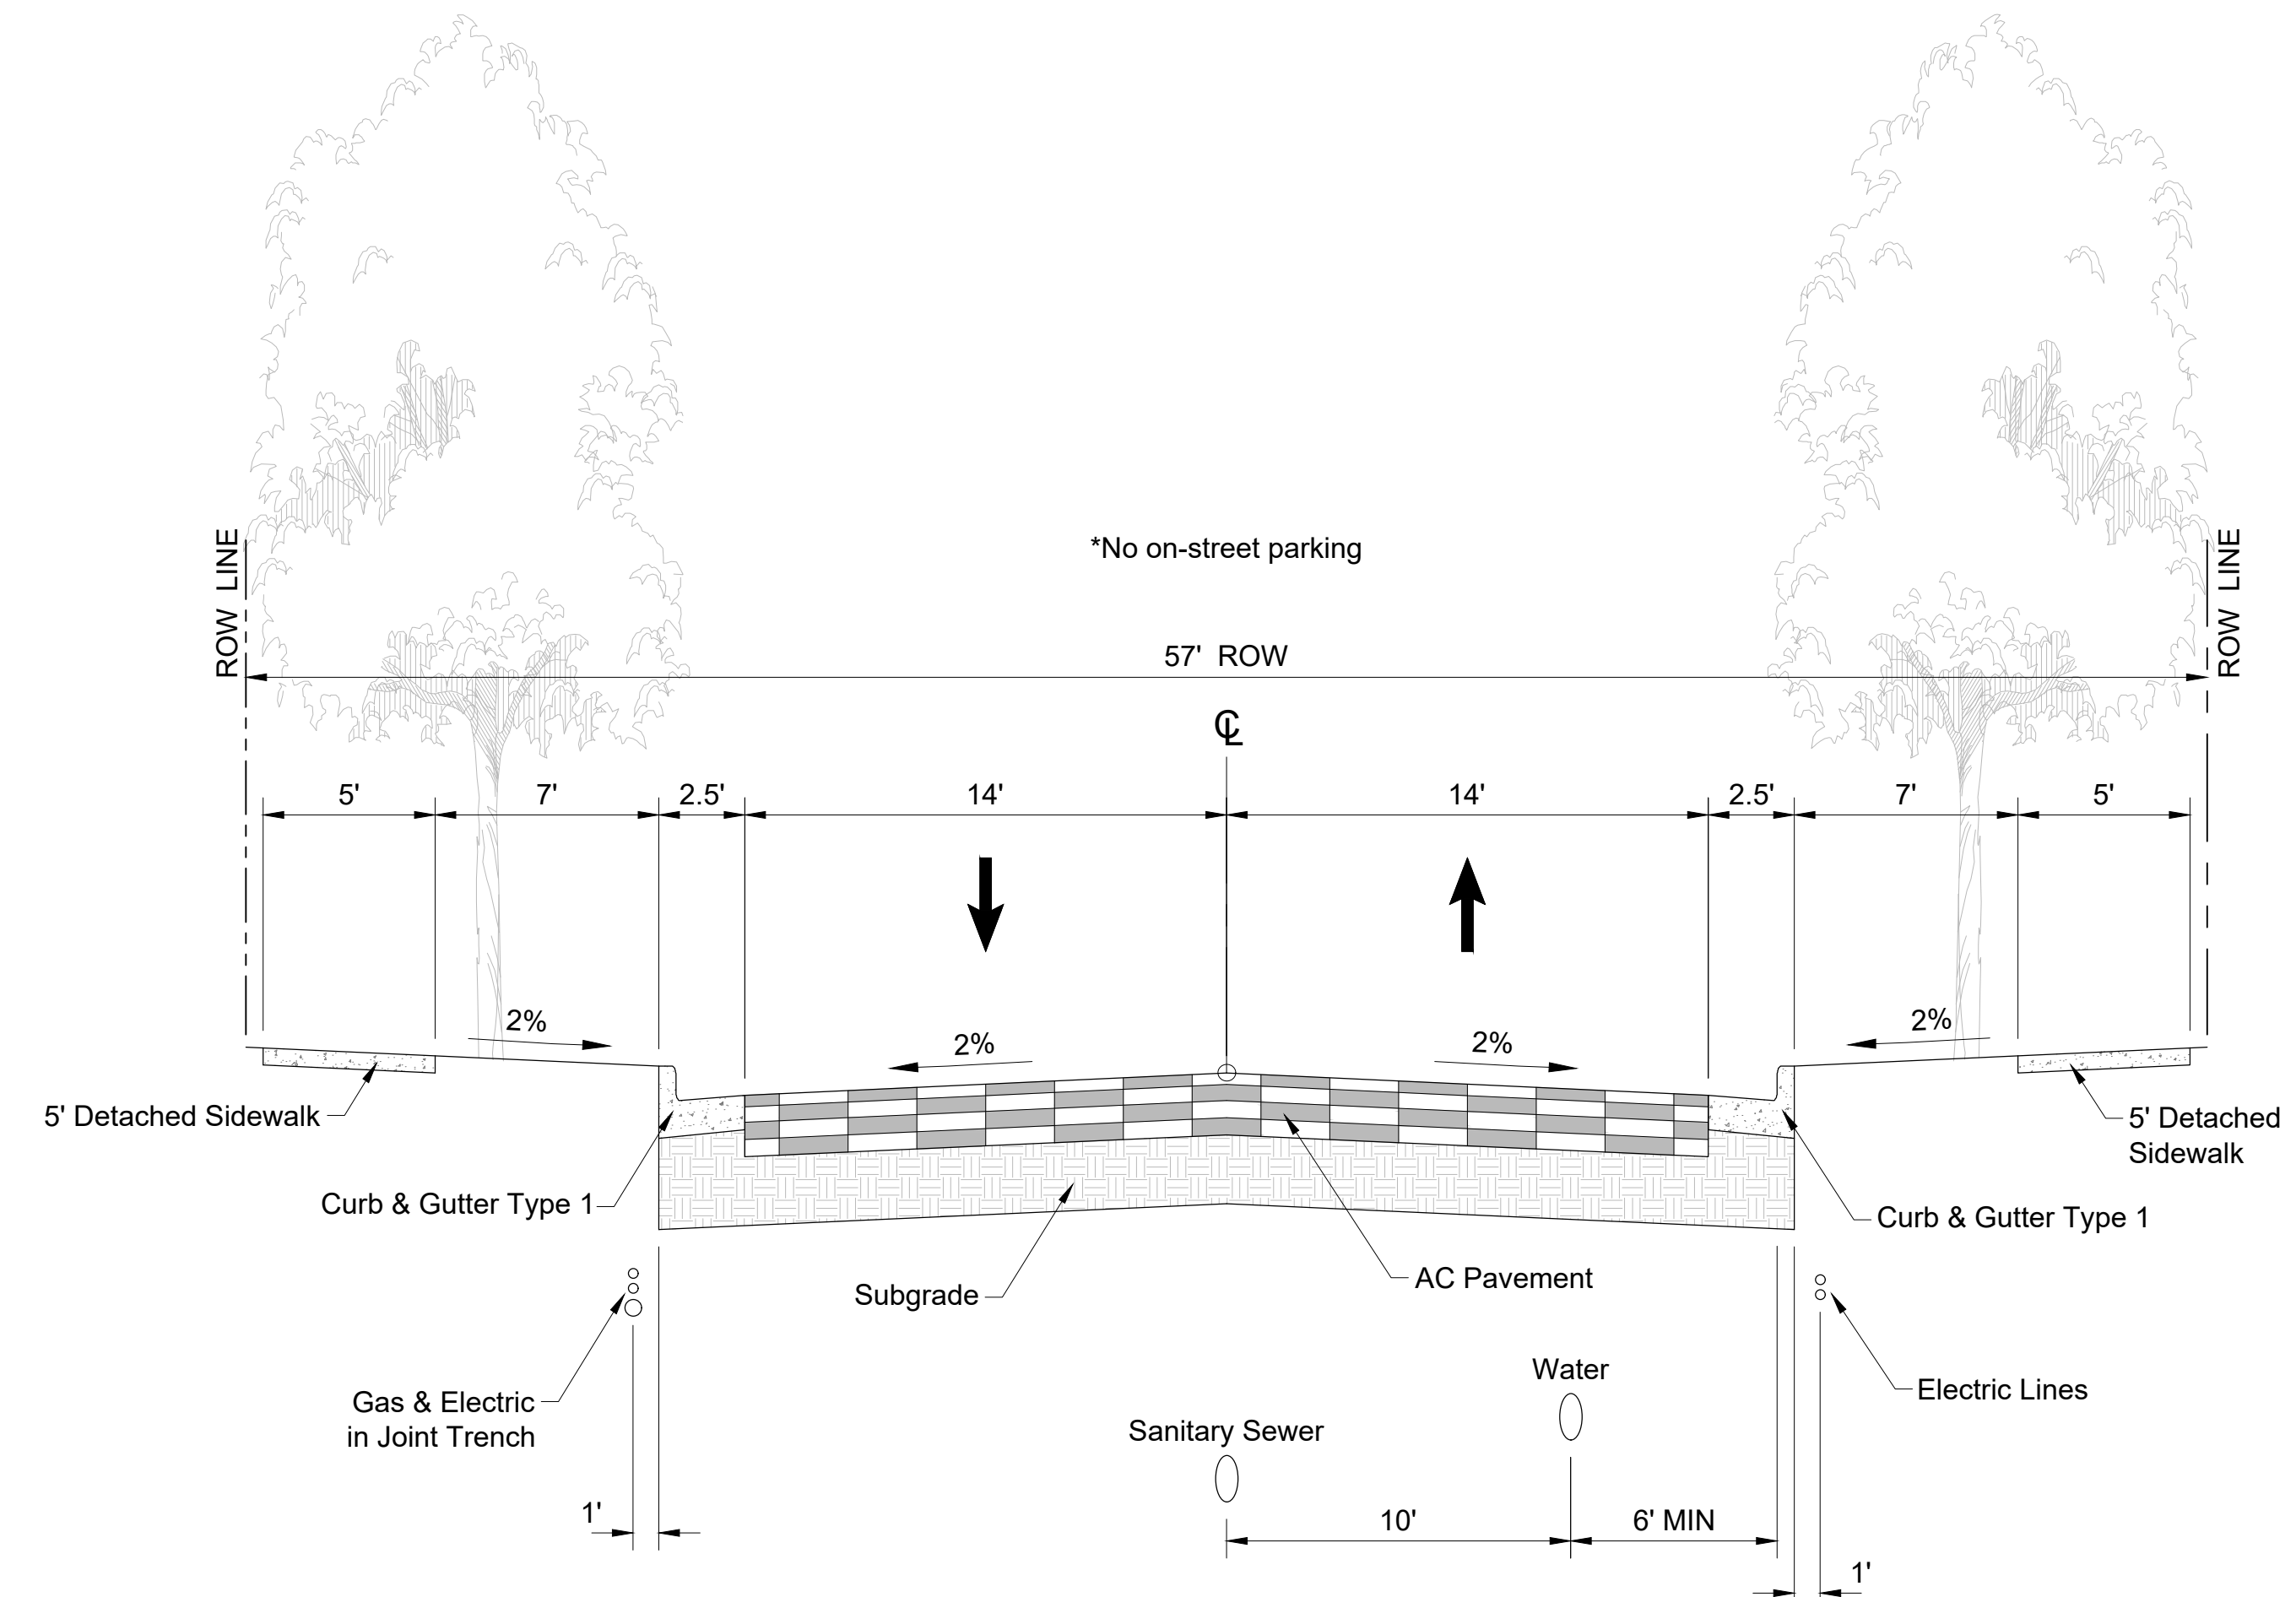 *No on-street parking
ROW LINE
ROW LINE
57' ROW
℄
5'
7'
2.5'
14'
14'
2.5'
7'
5'
2%
2%
2%
2%
5' Detached Sidewalk
5' Detached
Sidewalk
Curb & Gutter Type 1
Curb & Gutter Type 1
Subgrade
AC Pavement
Gas & Electric
in Joint Trench
Water
Electric Lines
Sanitary Sewer
1'
10'
6' MIN
1'